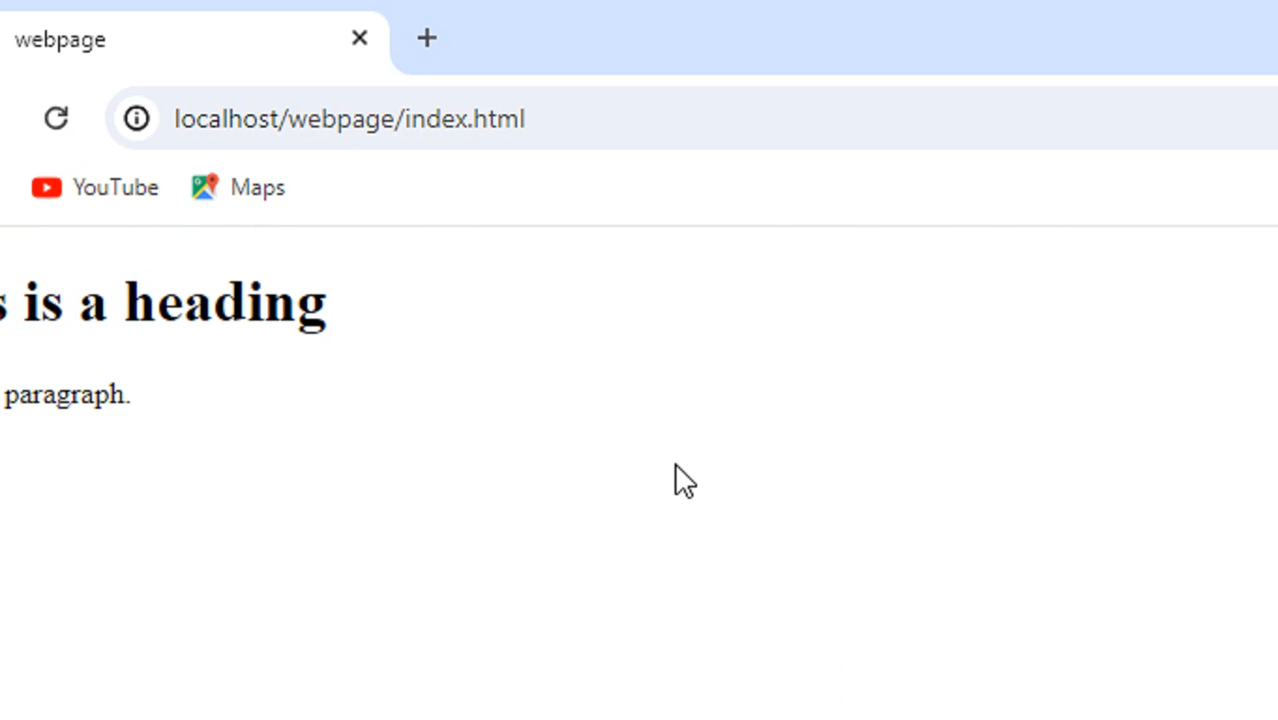 webpage
localhost/webpage/index.html
YouTube Maps
is a heading
paragraph.